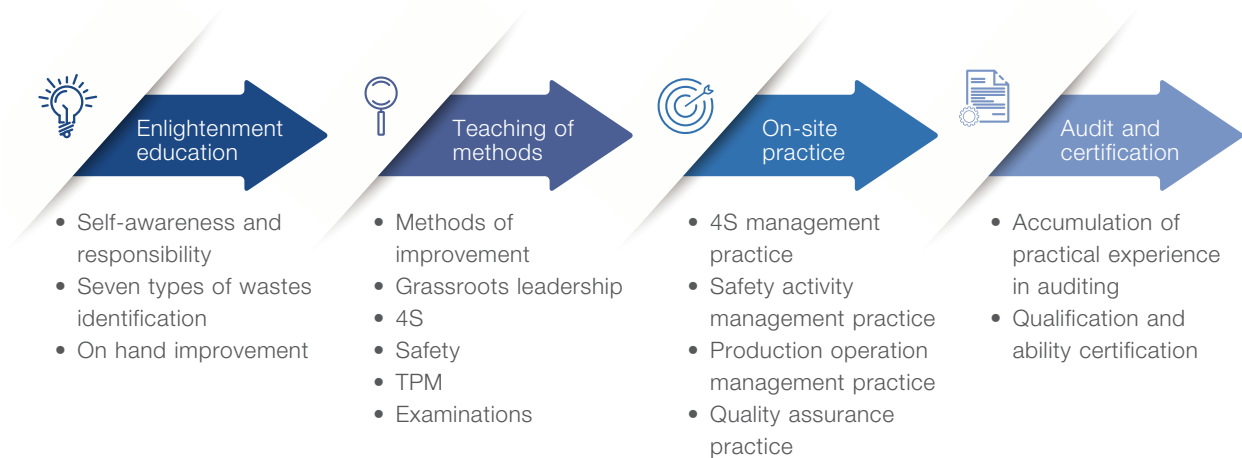 Enlightenment
education
Self-awareness and
responsibility
Seven types of wastes
identification
On hand improvement
Teaching of
methods
Methods of
improvement
Grassroots leadership
4S
Safety
TPM
Examinations
On-site
practice
4S management
practice
Safety activity
management practice
Production operation
management practice
Quality assurance
practice
Audit and
certification
Accumulation of
practical experience
in auditing
Qualification and
ability certification